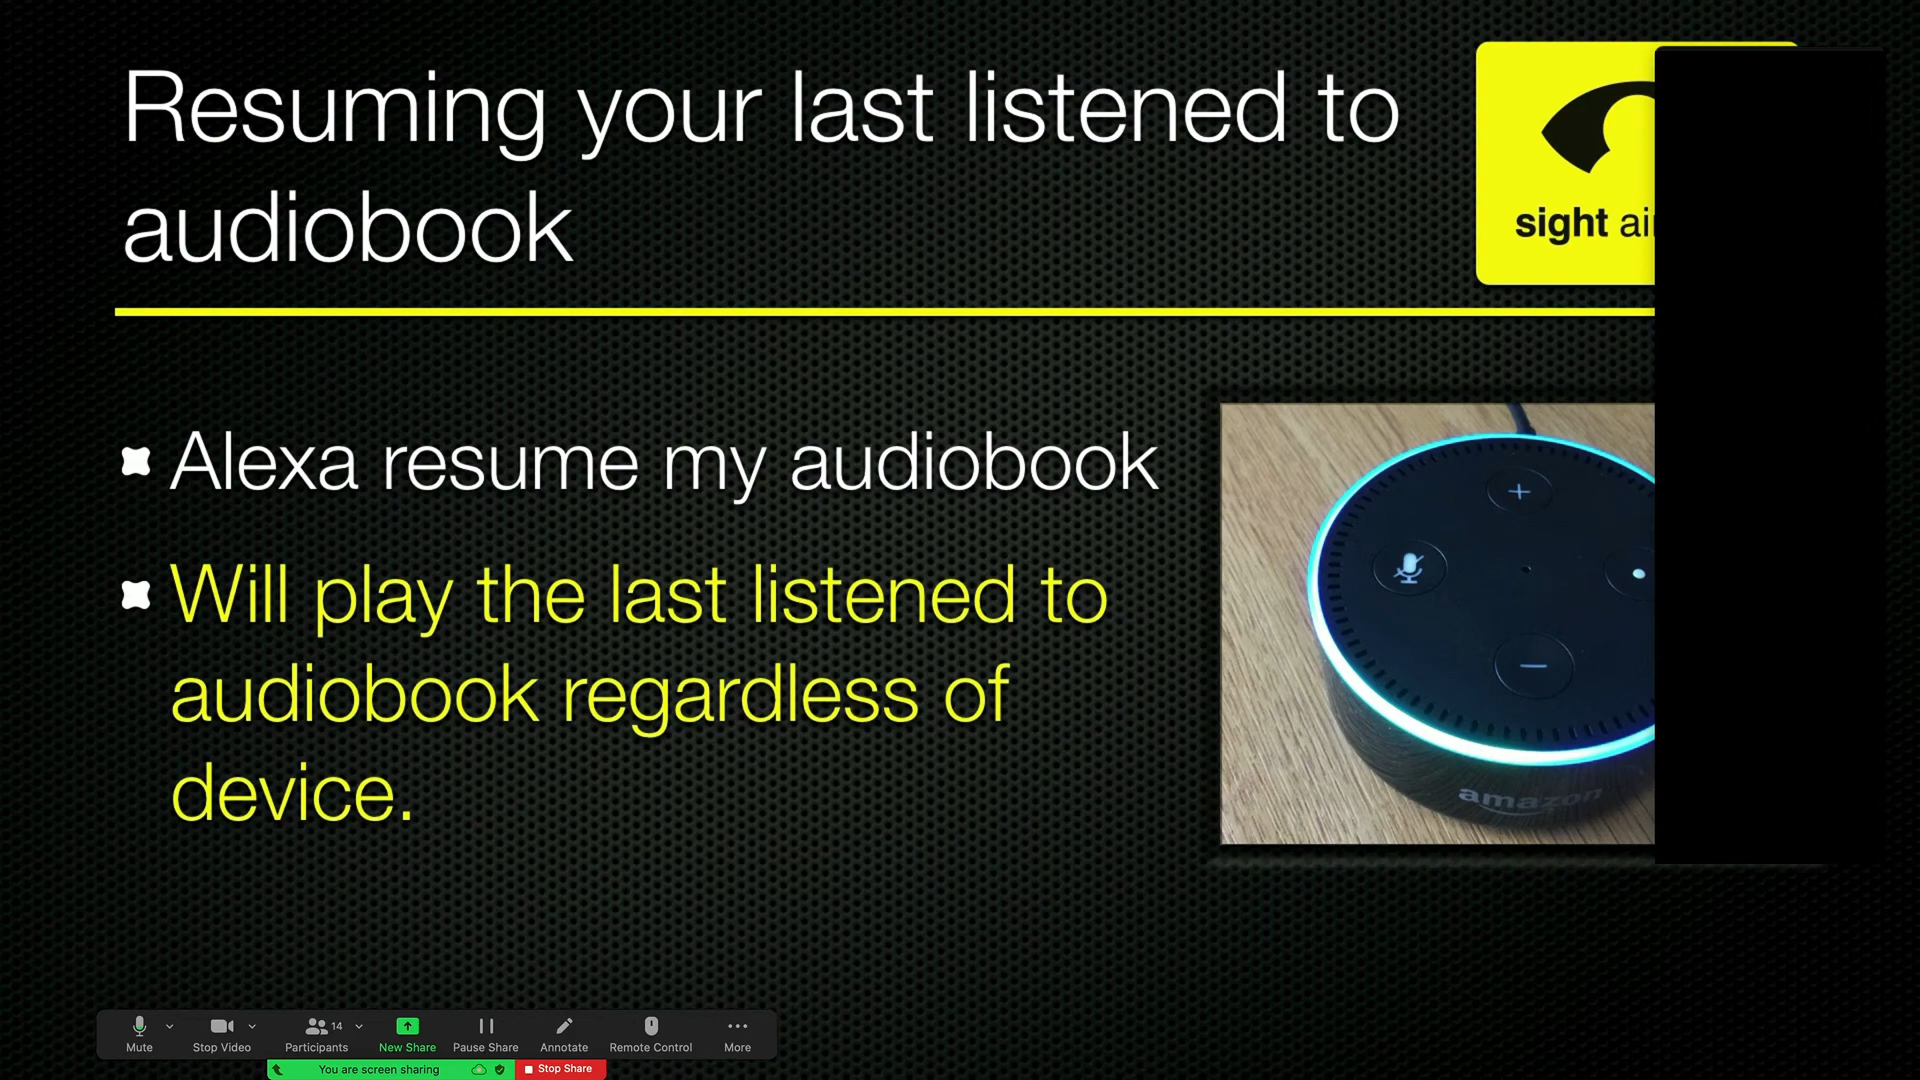 Resuming your last listened to
audiobook
sight
Alexa resume my audiobook
Will play the last listened to
audiobook regardless of
device.
amazon
Mute
Stop Video
14
Participants
New Share
Pause Share
Annotate
Remote Control
More
You are screen sharing
Stop Share